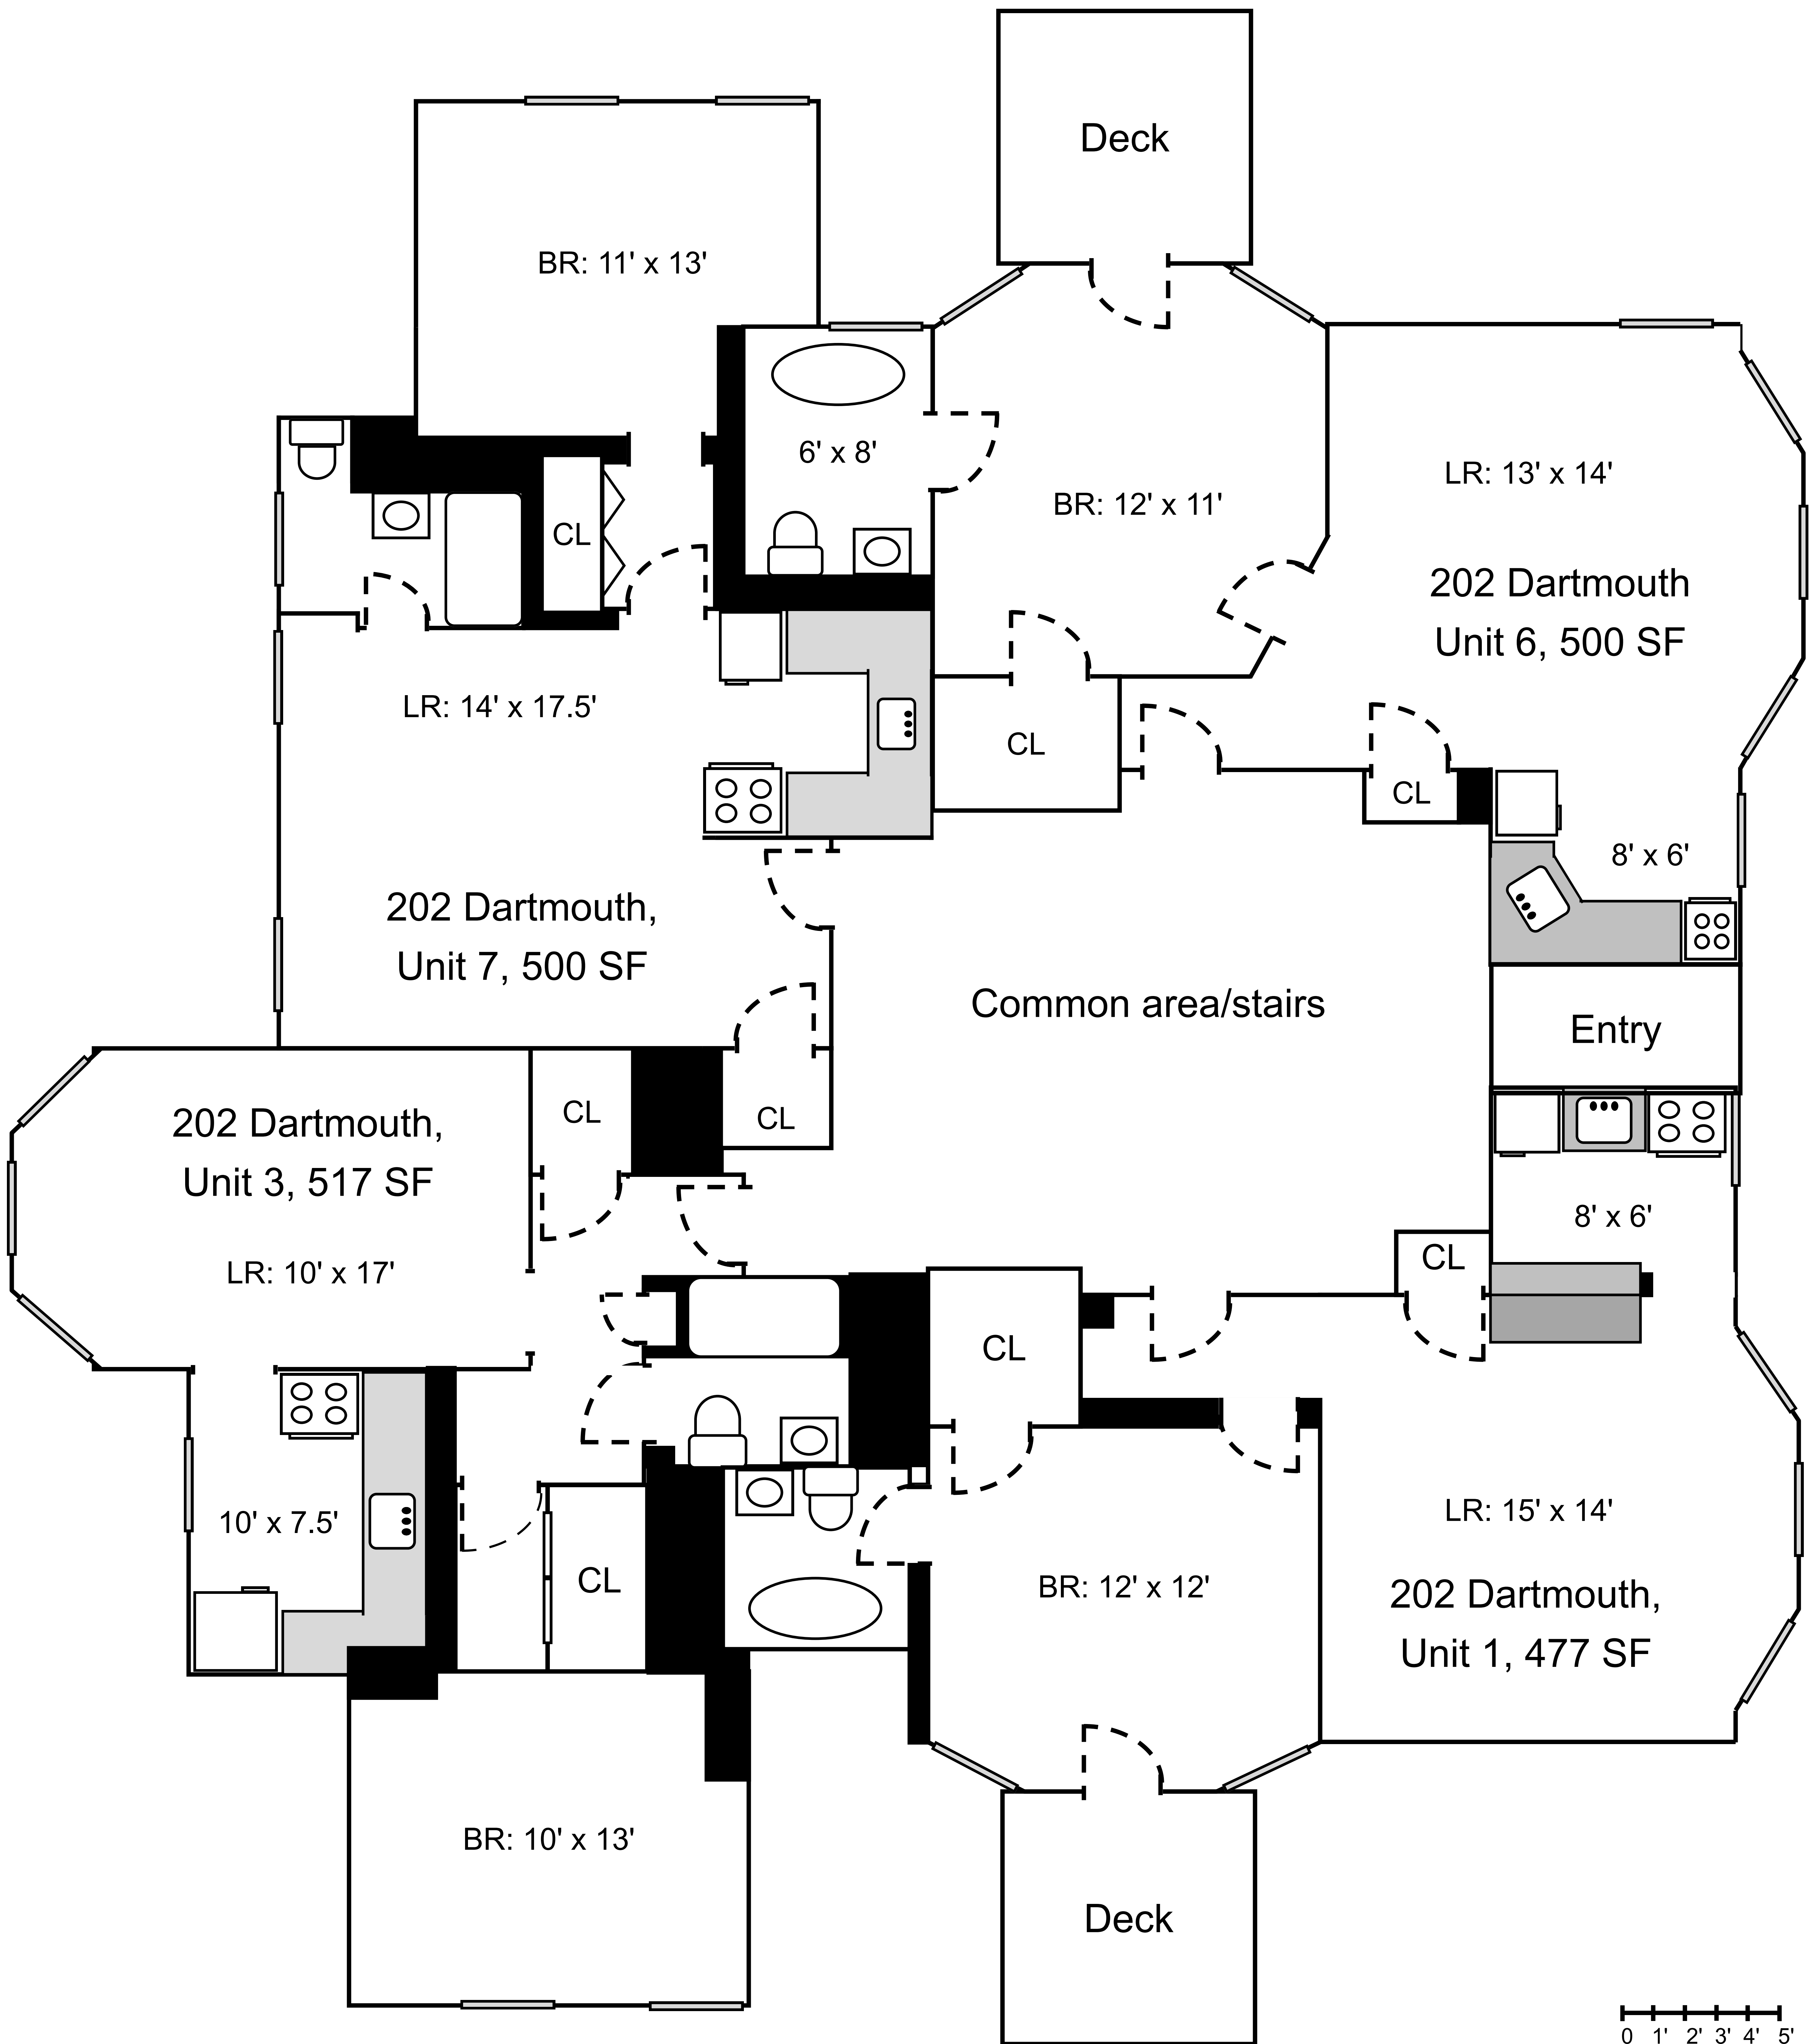 Deck
BR: 11' x 13'
6' x 8'
LR: 13' x 14'
BR: 12' x 11'
CL
202 Dartmouth
Unit 6, 500 SF
LR: 14' x 17.5'
CL
CL
8' x 6'
202 Dartmouth,
Unit 7, 500 SF
Common area/stairs
Entry
CL
CL
202 Dartmouth,
Unit 3, 517 SF
8' x 6'
LR: 10' x 17'
CL
CL
10' x 7.5'
LR: 15' x 14'
CL
BR: 12' x 12'
202 Dartmouth,
Unit 1, 477 SF
BR: 10' x 13'
Deck
0 1' 2' 3' 4' 5'